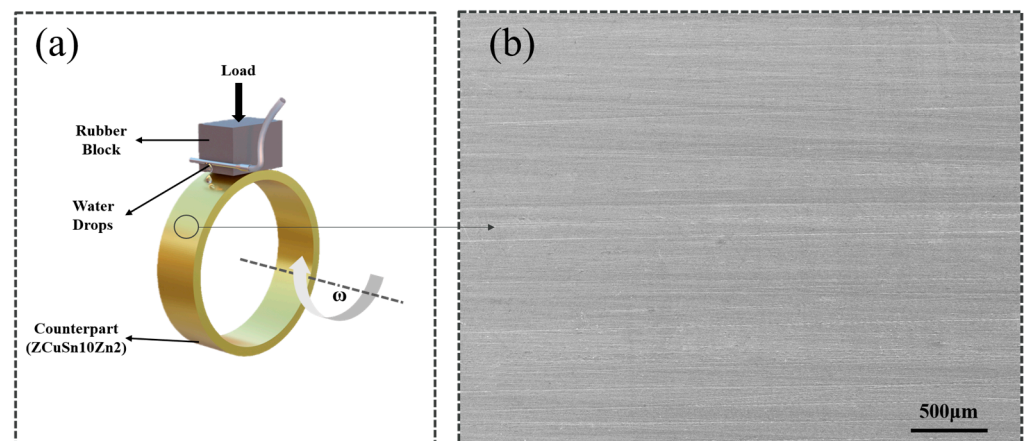 (a)
Load
Rubber
Block
Water
Drops
ω
Counterpart
(ZCuSn10Zn2)
(b)
500μm